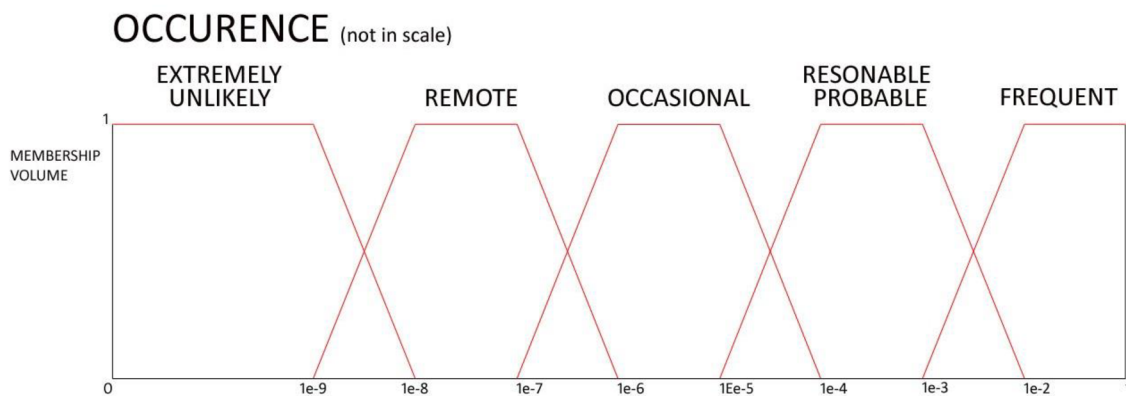 OCCURENCE (not in scale)
EXTREMELY
UNLIKELY
REMOTE
OCCASIONAL
RESONABLE
PROBABLE
FREQUENT
1
MEMBERSHIP
VOLUME
0
1e-9
1e-8
1e-7
1e-6
1Ee-5
1e-4
1e-3
1e-2
1